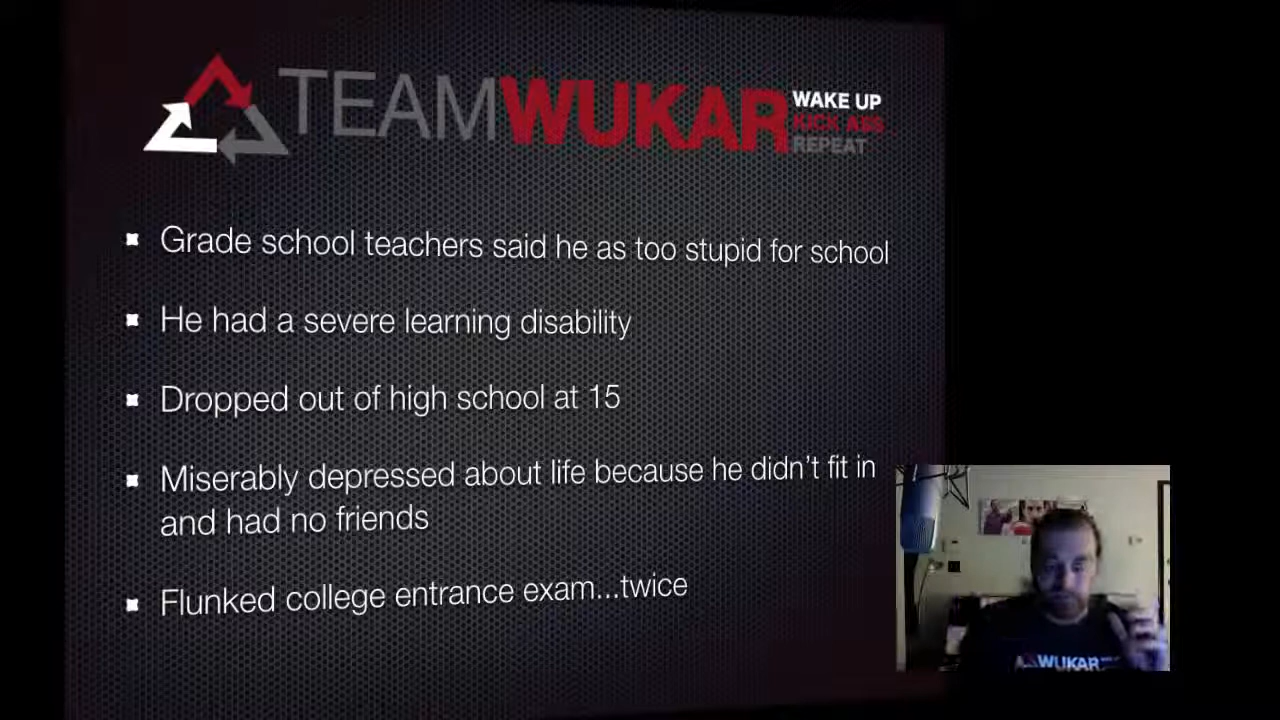 TEAMWUKAR
WAKE UP
KICK ASS
REPEAT
Grade school teachers said he as too stupid for school
He had a severe learning disability
Dropped out of high school at 15
Miserably depressed about life because he didn't fit in
and had no friends
Flunked college entrance exam...twice
WUKAR